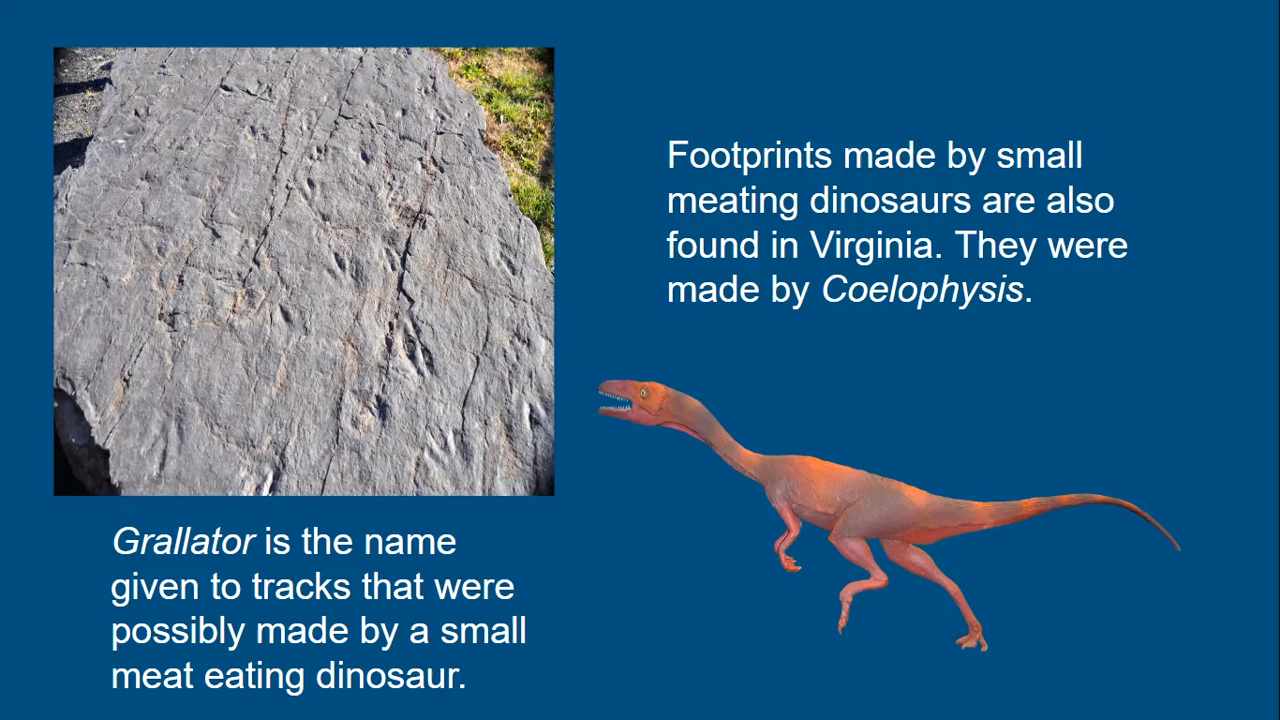 Footprints made by small
meating dinosaurs are also
found in Virginia. They were
made by Coelophysis.
Grallator is the name
given to tracks that were
possibly made by a small
meat eating dinosaur.